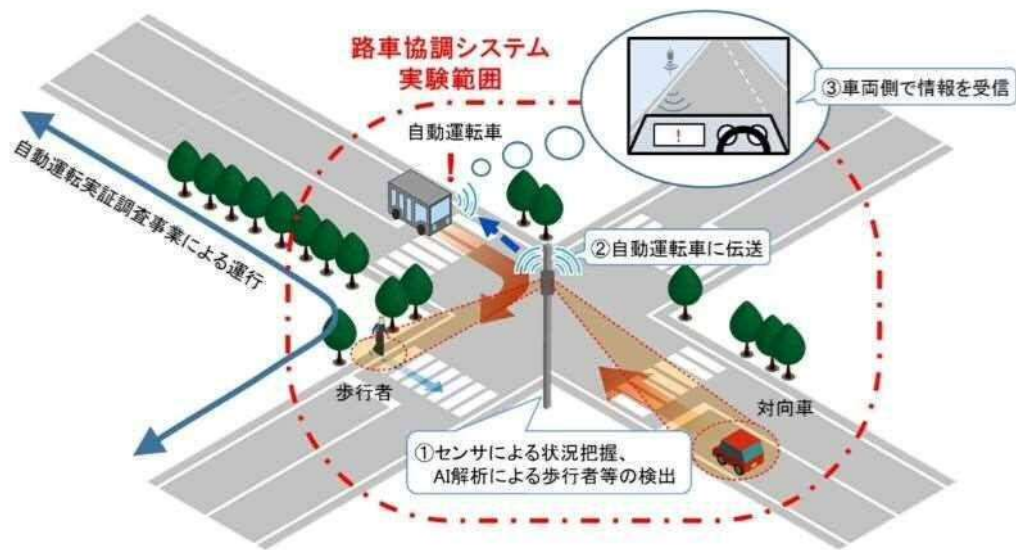 路車協調システム
実験範囲
自動運転車
!
!
③車両側で情報を受信
自動運転実証調査事業による運行
②自動運転車に伝送
歩行者
対向車
①センサによる状況把握、
AI解析による歩行者等の検出